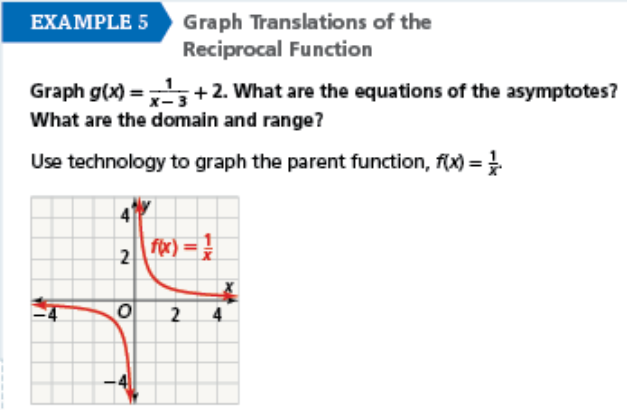 EXAMPLE 5 Graph Translations of the
Reciprocal Function
Graph g(x) = 1/(x − 3) + 2. What are the equations of the asymptotes?
What are the domain and range?
Use technology to graph the parent function, f(x) = 1/x.
4 y
f(x) = 1/x
2
x
−4 O 2 4
−4